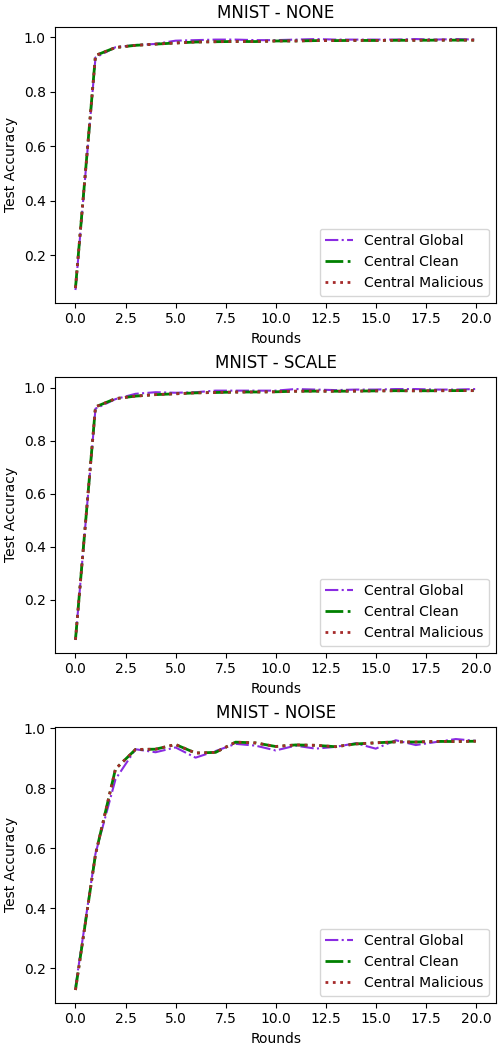 MNIST - NONE
1.0
0.8
0.6
0.4
0.2
Test Accuracy
Central Global
Central Clean
Central Malicious
0.0 2.5 5.0 7.5 10.0 12.5 15.0 17.5 20.0
Rounds
MNIST - SCALE
1.0
0.8
0.6
0.4
0.2
Test Accuracy
Central Global
Central Clean
Central Malicious
0.0 2.5 5.0 7.5 10.0 12.5 15.0 17.5 20.0
Rounds
MNIST - NOISE
1.0
0.8
0.6
0.4
0.2
Test Accuracy
Central Global
Central Clean
Central Malicious
0.0 2.5 5.0 7.5 10.0 12.5 15.0 17.5 20.0
Rounds